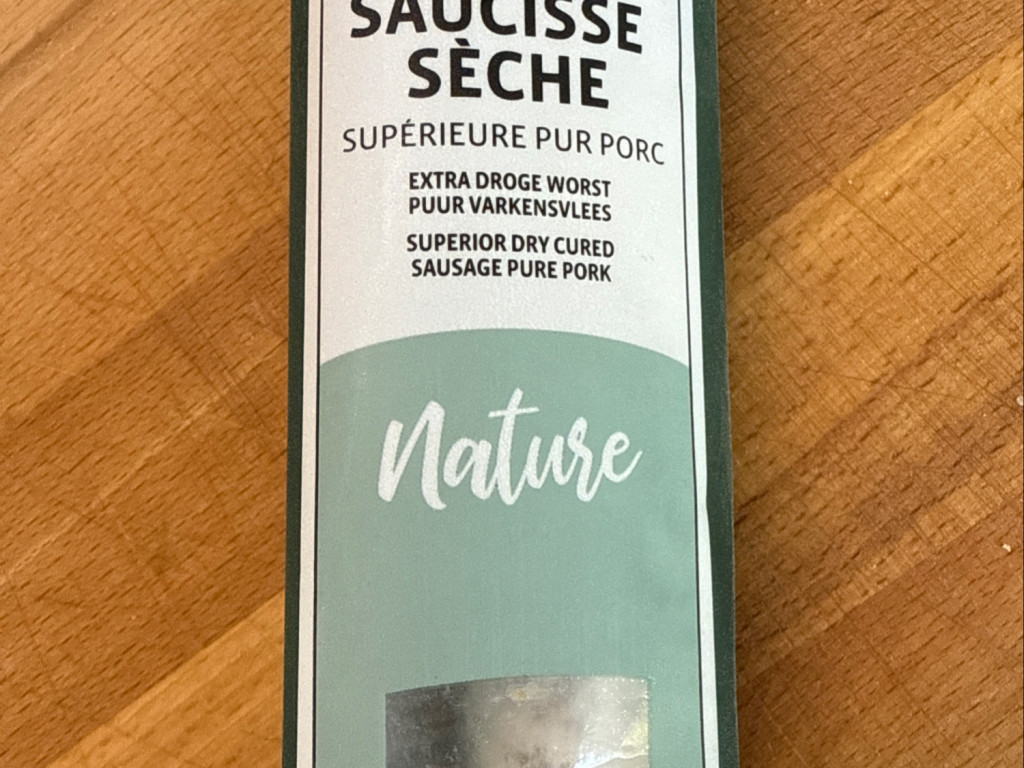 SAUCISSE
SÈCHE
SUPÉRIEURE PUR PORC
EXTRA DROGE WORST
PUUR VARKENSVLEES
SUPERIOR DRY CURED
SAUSAGE PURE PORK
Nature